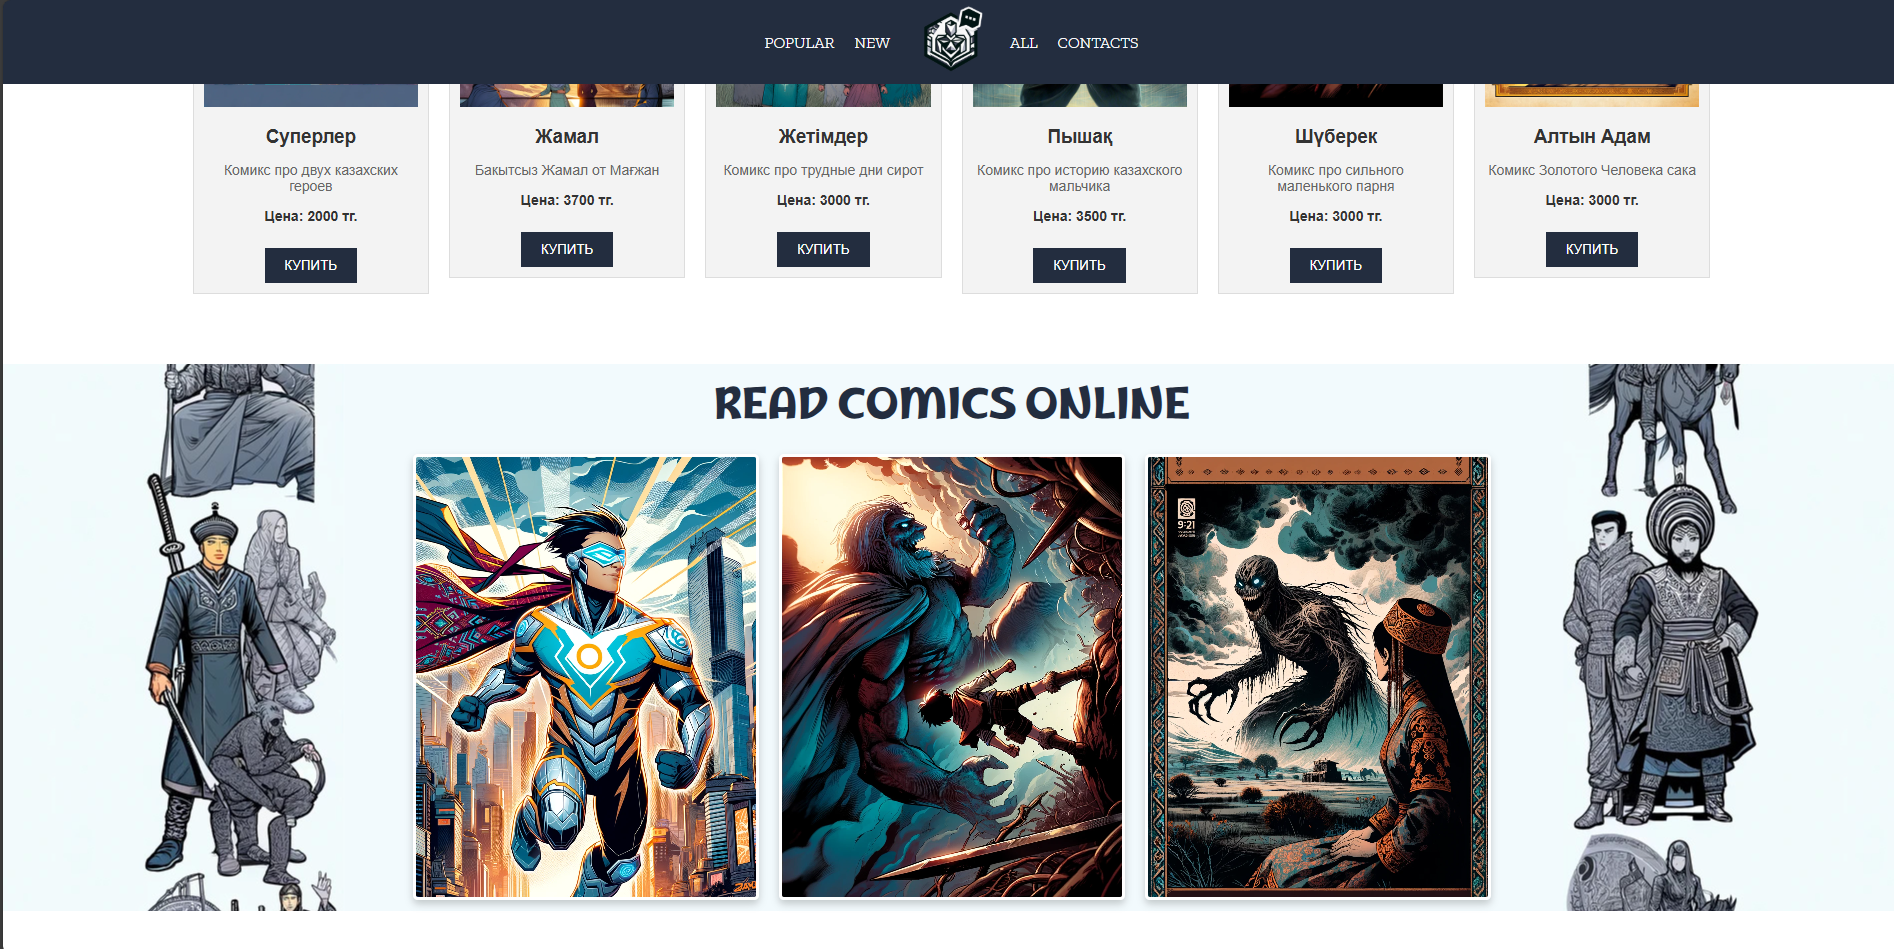 POPULAR NEW ALL CONTACTS
Суперлер
Комикс про двух казахских
героев
Цена: 2000 тг.
КУПИТЬ
Жамал
Бакытсыз Жамал от Мағжан
Цена: 3700 тг.
КУПИТЬ
Жетімдер
Комикс про трудные дни сирот
Цена: 3000 тг.
КУПИТЬ
Пышақ
Комикс про историю казахского
мальчика
Цена: 3500 тг.
КУПИТЬ
Шүберек
Комикс про сильного
маленького парня
Цена: 3000 тг.
КУПИТЬ
Алтын Адам
Комикс Золотого Человека сака
Цена: 3000 тг.
КУПИТЬ
READ COMICS ONLINE
9:21